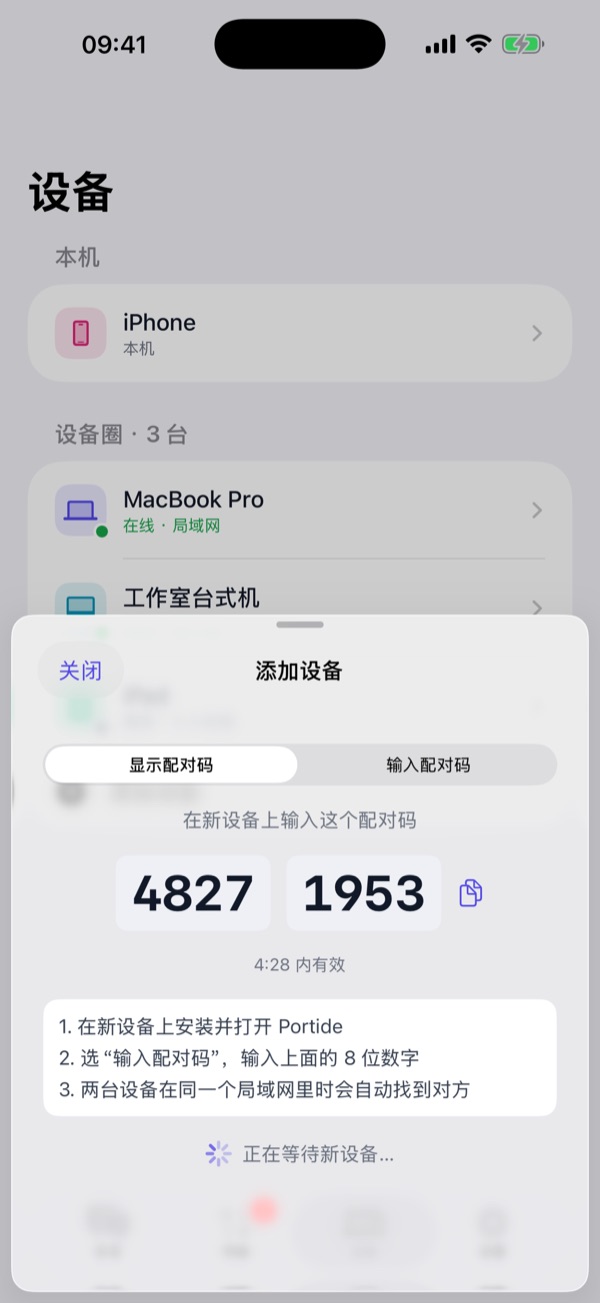 09:41
设备
本机
iPhone
本机
设备圈 · 3 台
MacBook Pro
在线 · 局域网
工作室台式机
关闭
添加设备
显示配对码
输入配对码
在新设备上输入这个配对码
4827 1953
4:28 内有效
1. 在新设备上安装并打开 Portide
2. 选“输入配对码”，输入上面的 8 位数字
3. 两台设备在同一个局域网里时会自动找到对方
正在等待新设备...